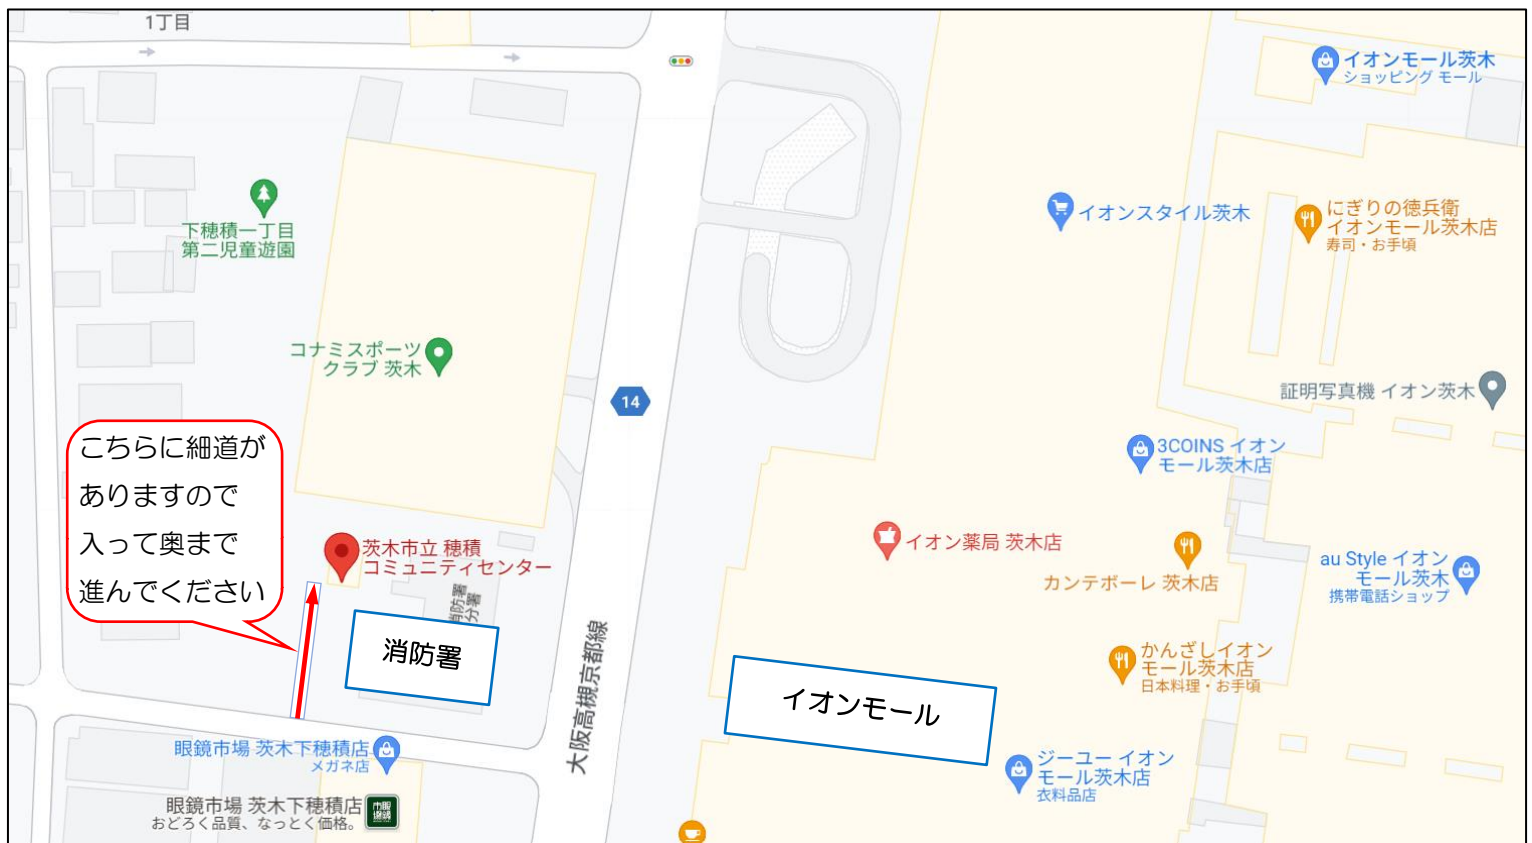 1丁目
イオンモール茨木
ショッピング モール
下穂積一丁目
第二児童遊園
イオンスタイル茨木
にぎりの徳兵衛
イオンモール茨木店
寿司・お手頃
コナミスポーツ
クラブ 茨木
14
証明写真機 イオン茨木
こちらに細道が
ありますので
入って奥まで
進んでください
3COINS イオン
モール茨木店
茨木市立 穂積
コミュニティセンター
イオン薬局 茨木店
カンテボーレ 茨木店
au Style イオン
モール茨木
携帯電話ショップ
消防署
分署
消防署
大阪高槻京都線
かんざしイオン
モール茨木店
日本料理・お手頃
イオンモール
眼鏡市場 茨木下穂積店
メガネ店
ジーユー イオン
モール茨木店
衣料品店
眼鏡市場 茨木下穂積店
おどろく品質、なっとく価格。
眼鏡
市場